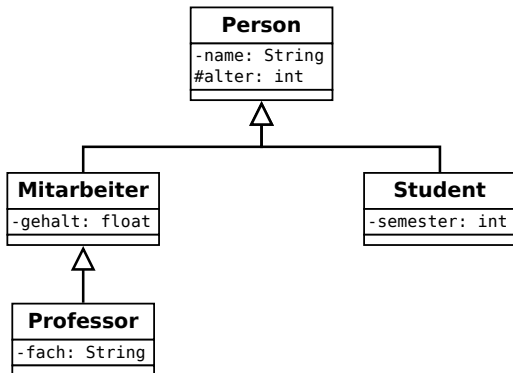 Person
-name: String
#alter: int
Mitarbeiter
-gehalt: float
Student
-semester: int
Professor
-fach: String